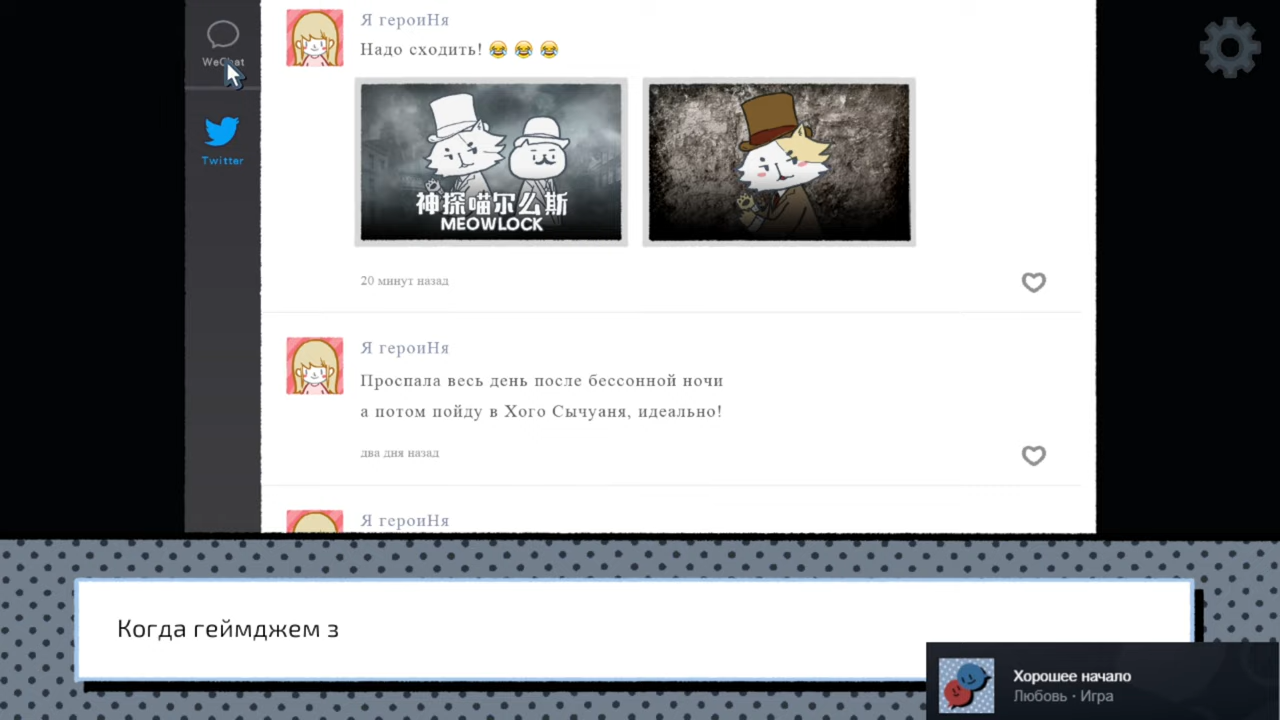 WeChat
Twitter
Я героиНя
Надо сходить! 😂 😂 😂
神探喵尔么斯
MEOWLOCK
20 минут назад
Я героиНя
Проспала весь день после бессонной ночи
а потом пойду в Хого Сычуаня, идеально!
два дня назад
Я героиНя
Когда геймджем з
Хорошее начало
Любовь · Игра